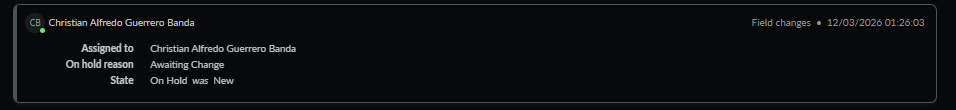 CB Christian Alfredo Guerrero Banda Field changes • 12/03/2026 01:26:03
Assigned to Christian Alfredo Guerrero Banda
On hold reason Awaiting Change
State On Hold was New